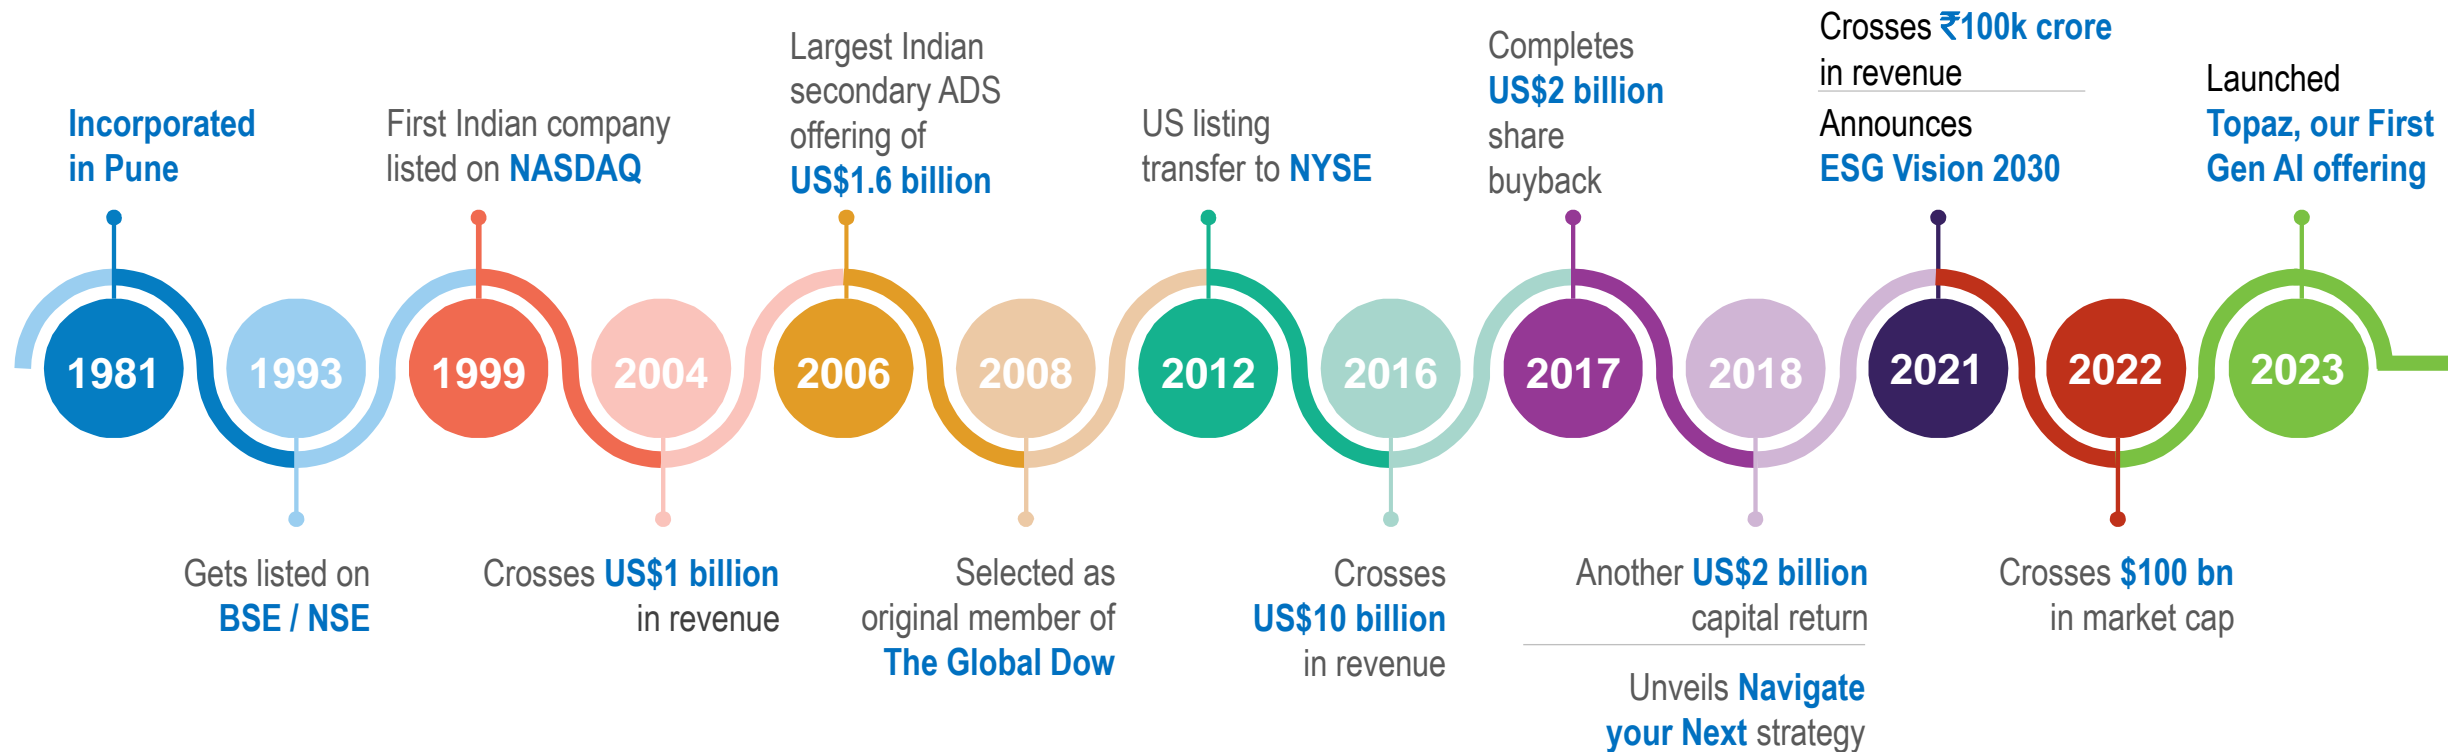 Incorporated
in Pune
First Indian company
listed on NASDAQ
Largest Indian
secondary ADS
offering of
US$1.6 billion
US listing
transfer to NYSE
Completes
US$2 billion
share
buyback
Crosses ₹100k crore
in revenue
Announces
ESG Vision 2030
Launched
Topaz, our First
Gen AI offering
1981
1993
1999
2004
2006
2008
2012
2016
2017
2018
2021
2022
2023
Gets listed on
BSE / NSE
Crosses US$1 billion
in revenue
Selected as
original member of
The Global Dow
Crosses
US$10 billion
in revenue
Another US$2 billion
capital return
Unveils Navigate
your Next strategy
Crosses $100 bn
in market cap